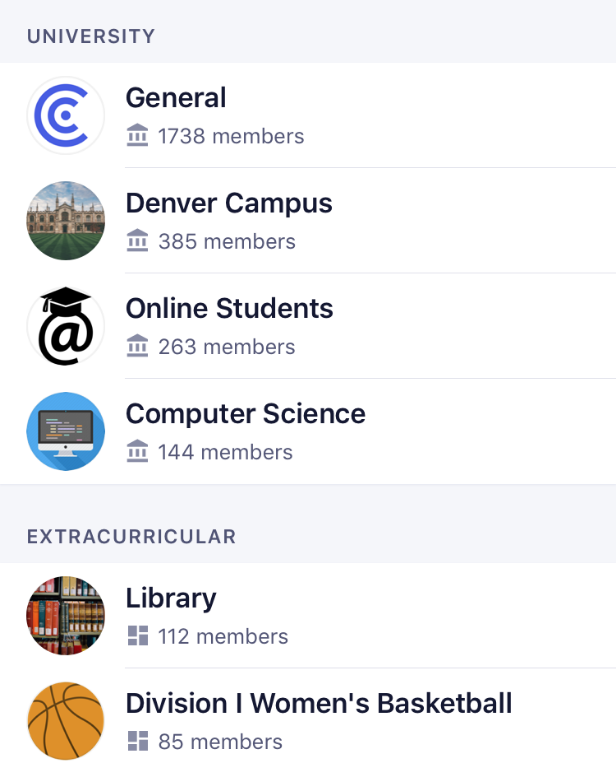 UNIVERSITY
General
1738 members
Denver Campus
385 members
Online Students
263 members
Computer Science
144 members
EXTRACURRICULAR
Library
112 members
Division I Women's Basketball
85 members